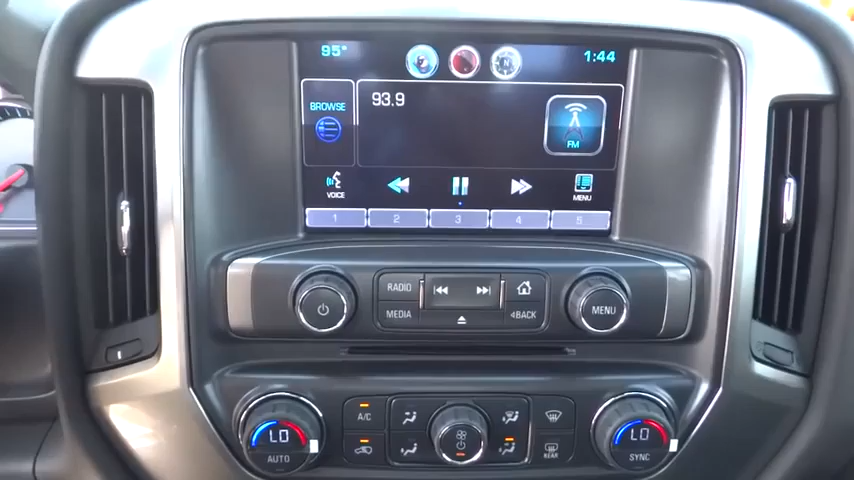 95°
N
1:44
BROWSE
93.9
FM
VOICE
MENU
1 2 3 4 5
RADIO
MEDIA
BACK
MENU
A/C
REAR
LO
AUTO
LO
SYNC